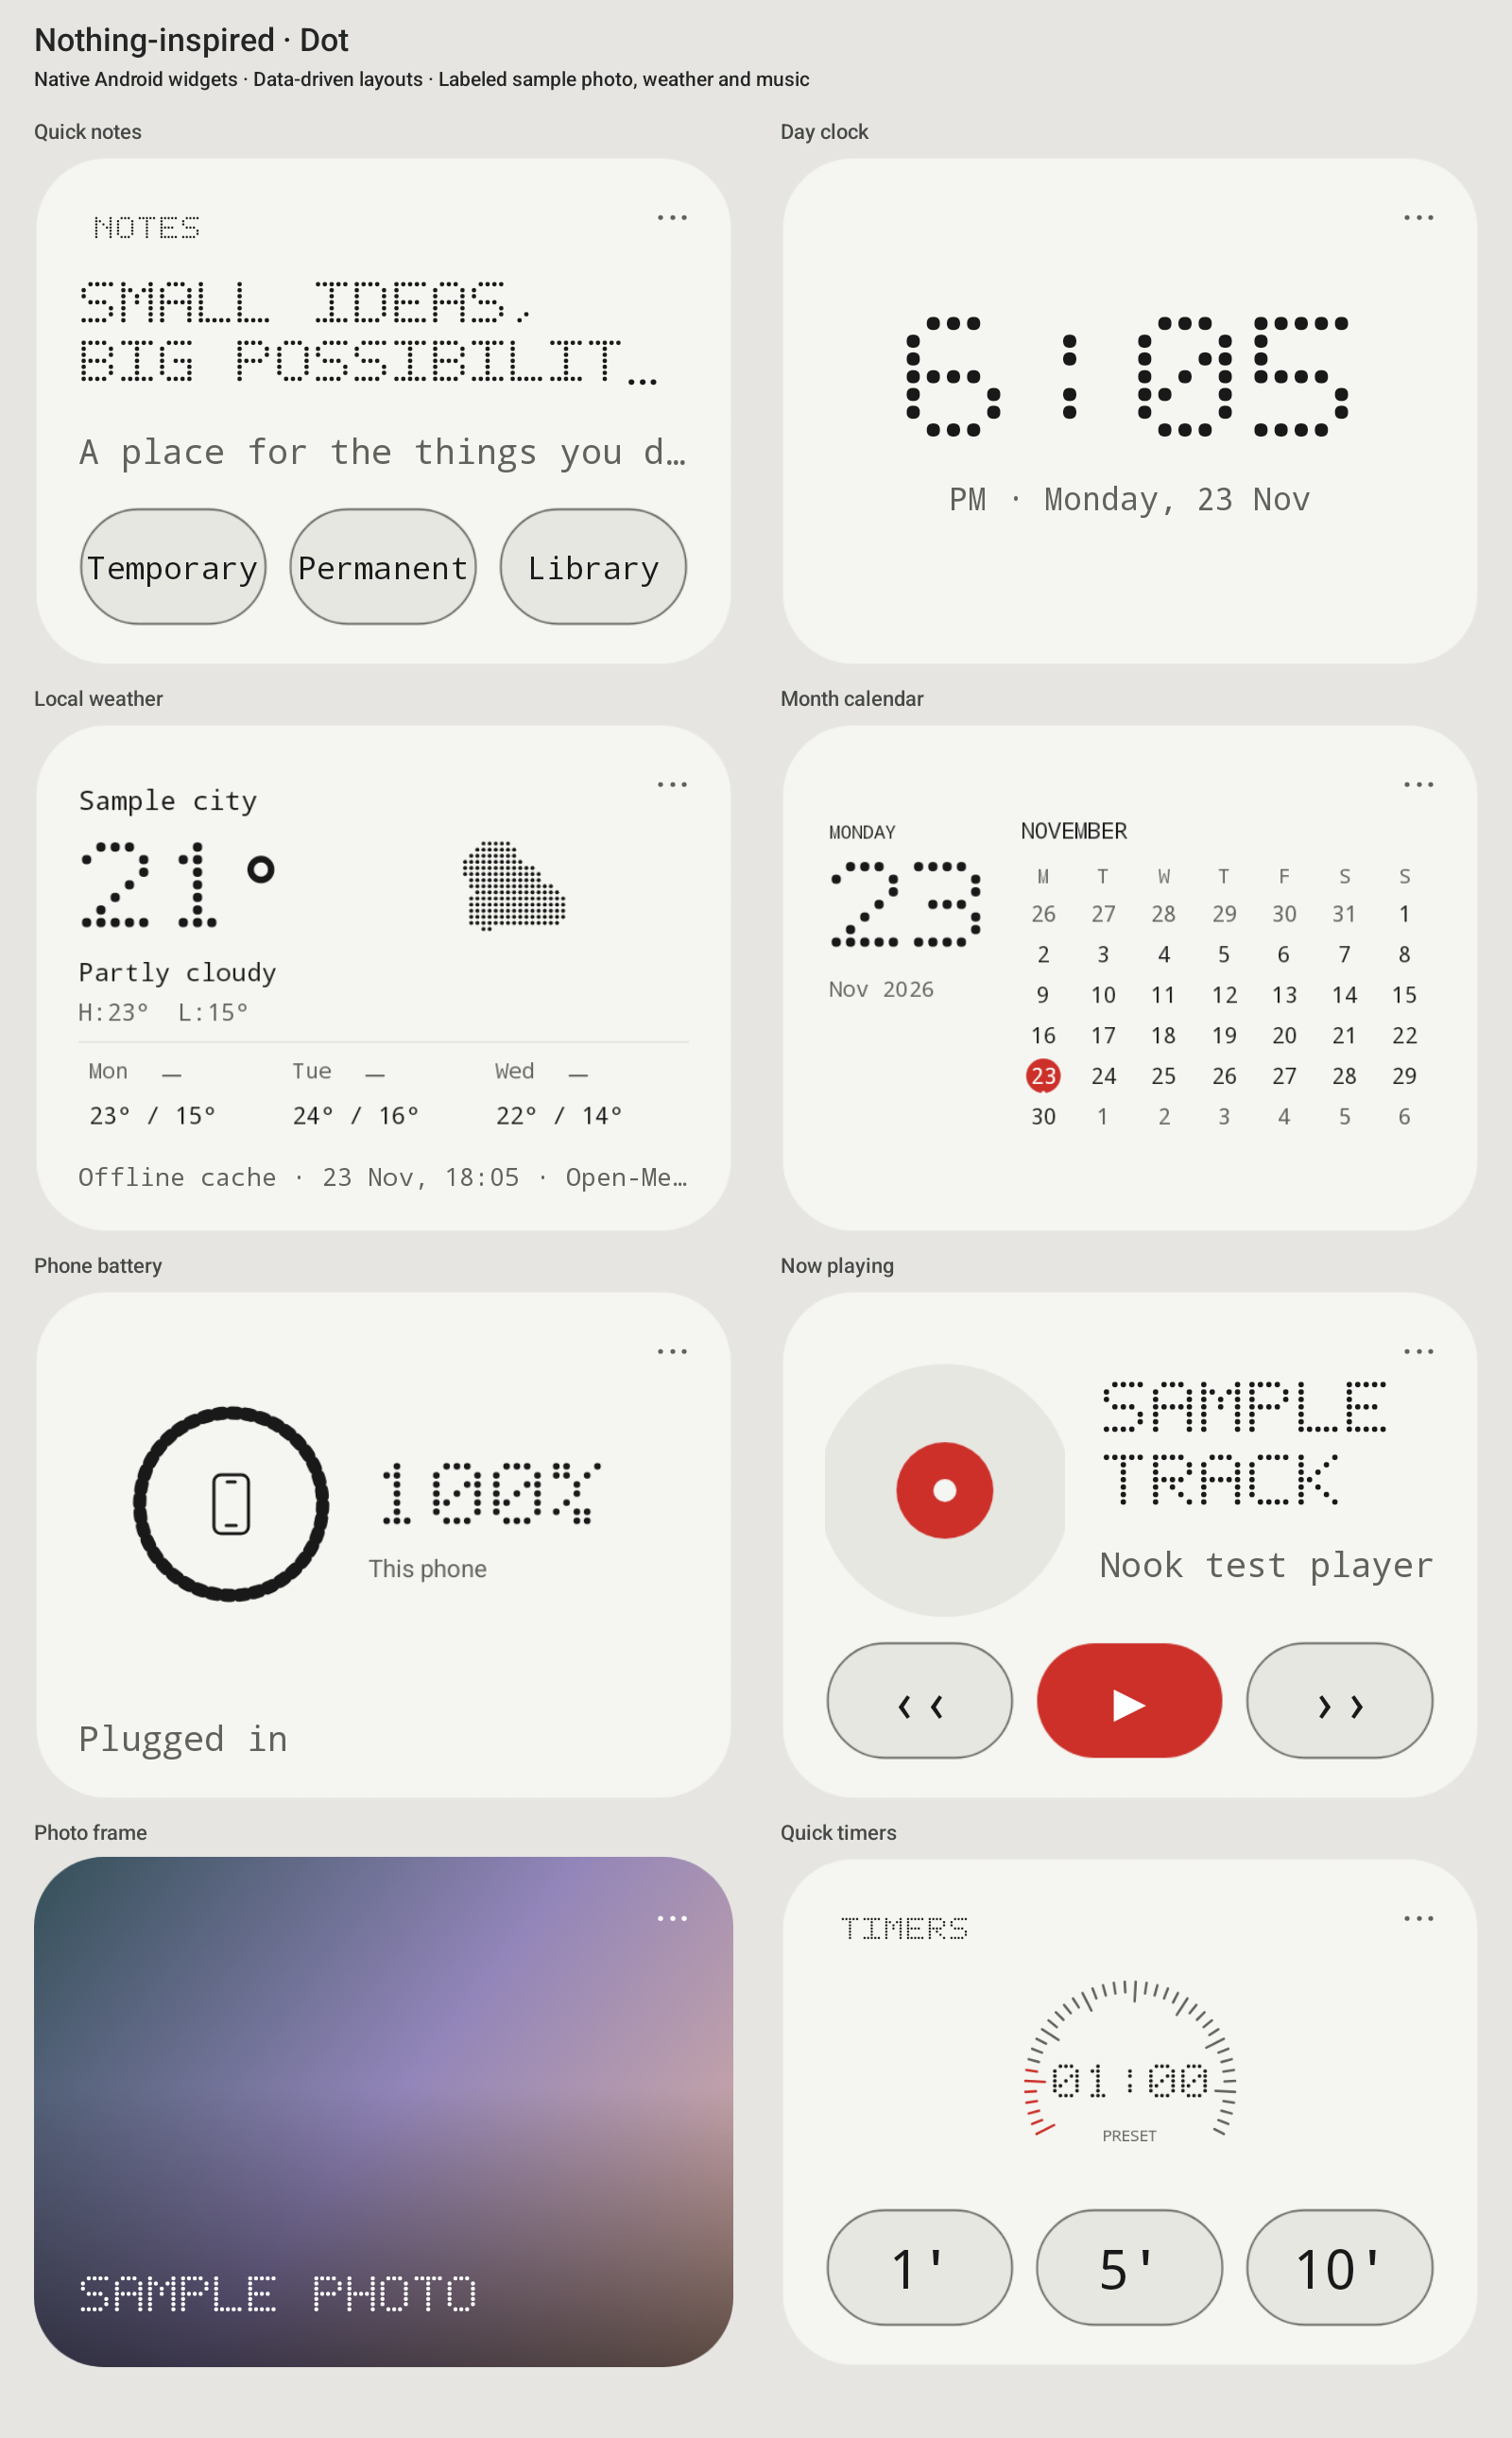 Nothing-inspired · Dot
Native Android widgets · Data-driven layouts · Labeled sample photo, weather and music
Quick notes
NOTES
SMALL IDEAS,
BIG POSSIBILIT…
A place for the things you d…
Temporary Permanent Library
Day clock
6:05
PM · Monday, 23 Nov
Local weather
Sample city
21°
Partly cloudy
H:23° L:15°
Mon — Tue — Wed —
23° / 15° 24° / 16° 22° / 14°
Offline cache · 23 Nov, 18:05 · Open-Me…
Month calendar
MONDAY
23
Nov 2026
NOVEMBER
M T W T F S S
26 27 28 29 30 31 1
2 3 4 5 6 7 8
9 10 11 12 13 14 15
16 17 18 19 20 21 22
23 24 25 26 27 28 29
30 1 2 3 4 5 6
Phone battery
100%
This phone
Plugged in
Now playing
SAMPLE
TRACK
Nook test player
‹‹ ▶ ››
Photo frame
SAMPLE PHOTO
Quick timers
TIMERS
01:00
PRESET
1' 5' 10'